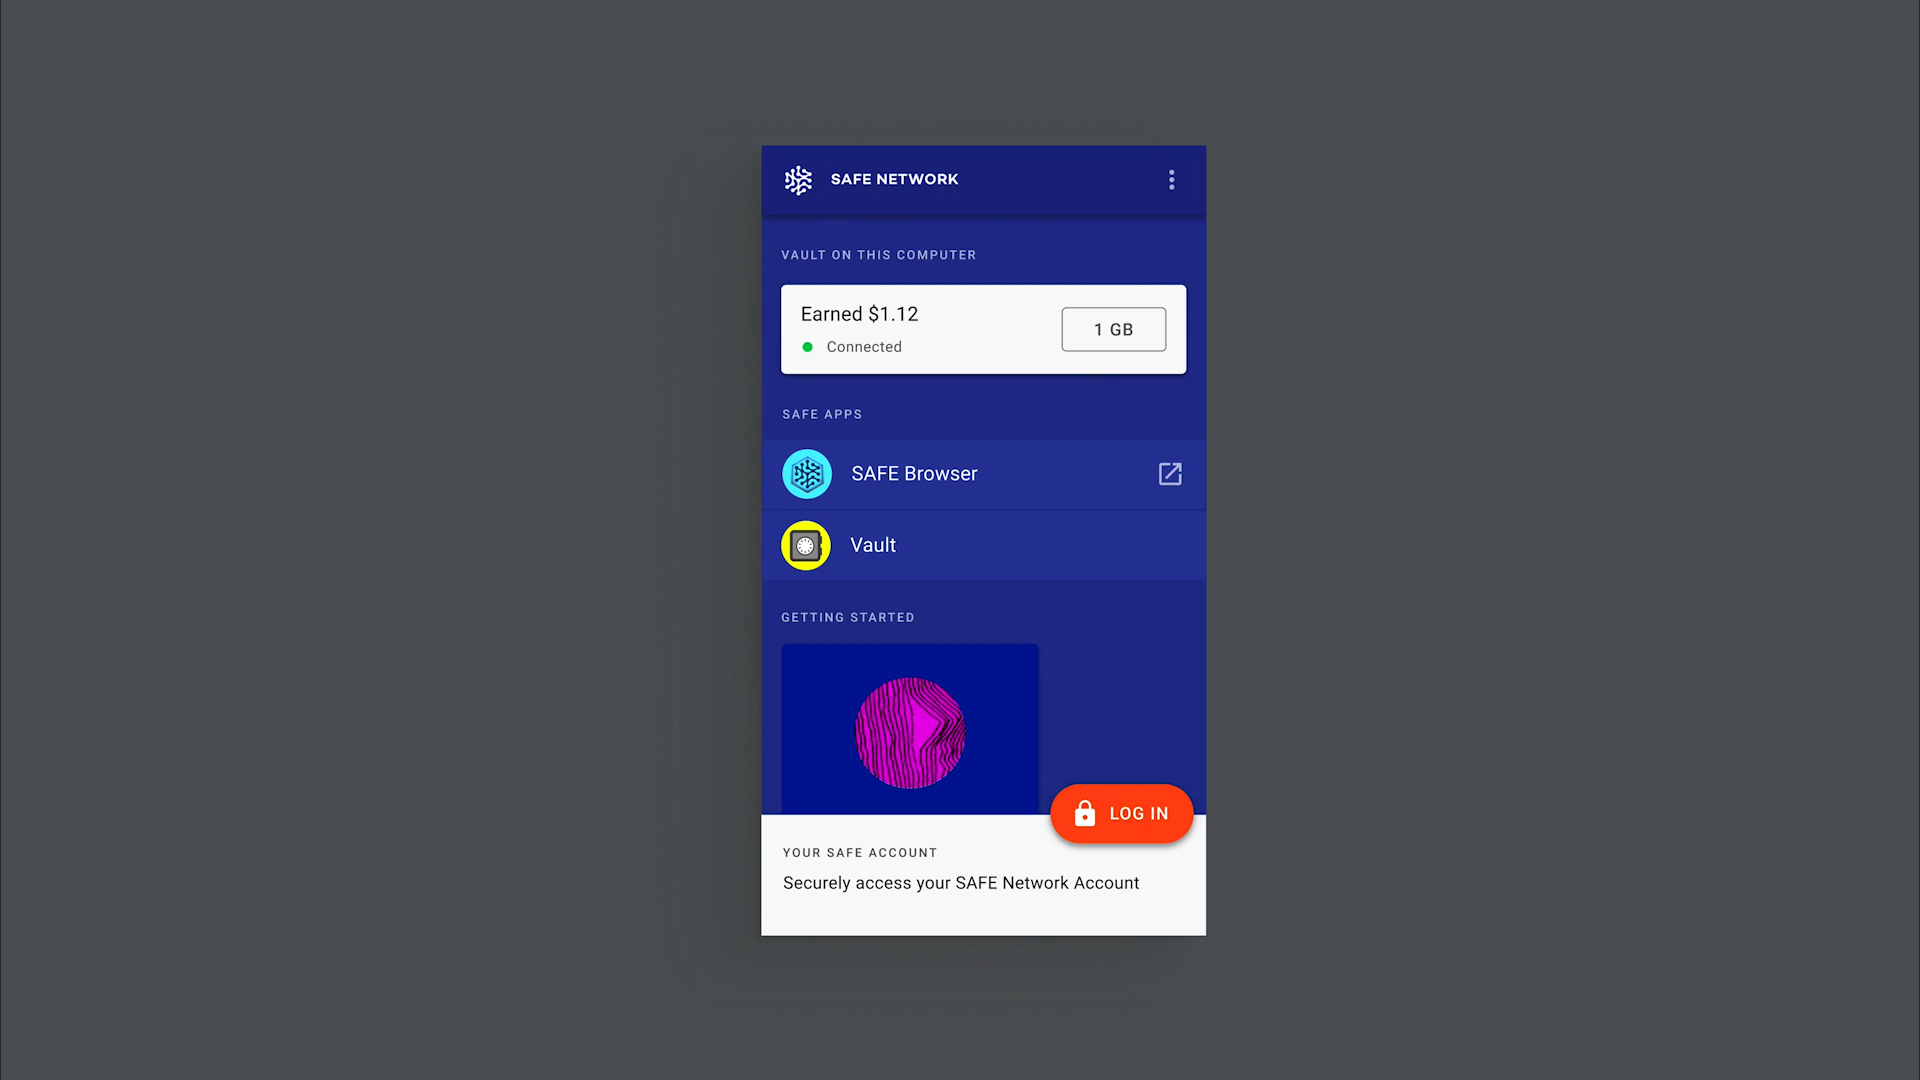 SAFE NETWORK
VAULT ON THIS COMPUTER
Earned $1.12
1 GB
Connected
SAFE APPS
SAFE Browser
Vault
GETTING STARTED
LOG IN
YOUR SAFE ACCOUNT
Securely access your SAFE Network Account